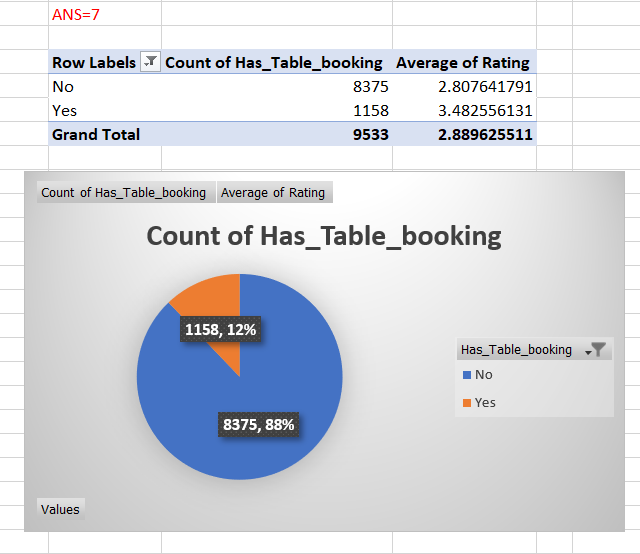 ANS=7
Row Labels Count of Has_Table_booking Average of Rating
No 8375 2.807641791
Yes 1158 3.482556131
Grand Total 9533 2.889625511
Count of Has_Table_booking Average of Rating
Count of Has_Table_booking
1158, 12%
Has_Table_booking
No
Yes
8375, 88%
Values